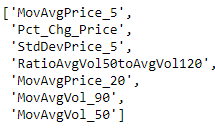 ['MovAvgPrice_5',
'Pct_Chg_Price',
'StdDevPrice_5',
'RatioAvgVol50toAvgVol120',
'MovAvgPrice_20',
'MovAvgVol_90',
'MovAvgVol_50']